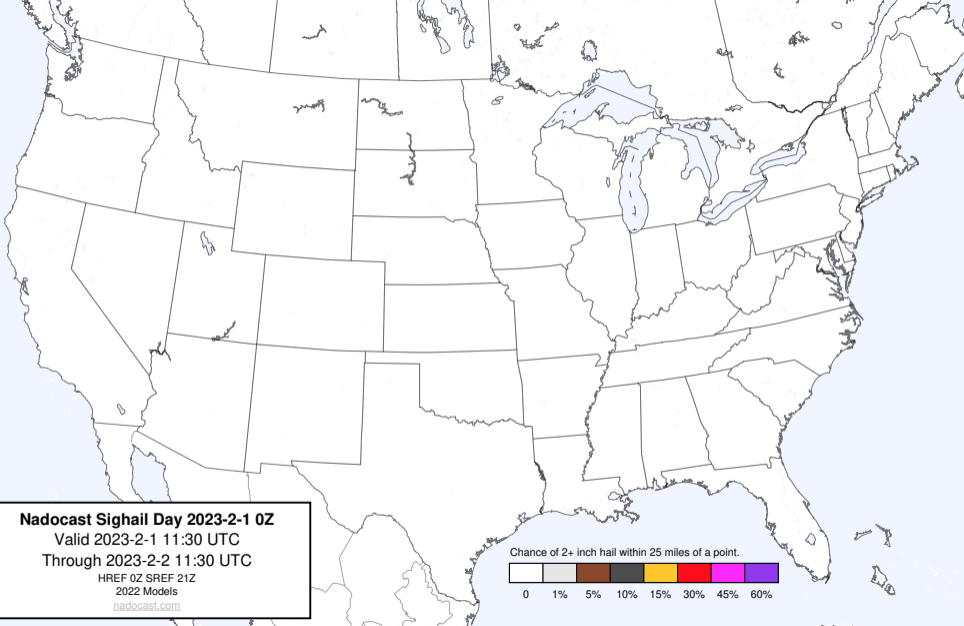 Nadocast Sighail Day 2023-2-1 0Z
Valid 2023-2-1 11:30 UTC
Through 2023-2-2 11:30 UTC
HREF 0Z SREF 21Z
2022 Models
nadocast.com
Chance of 2+ inch hail within 25 miles of a point.
0 1% 5% 10% 15% 30% 45% 60%